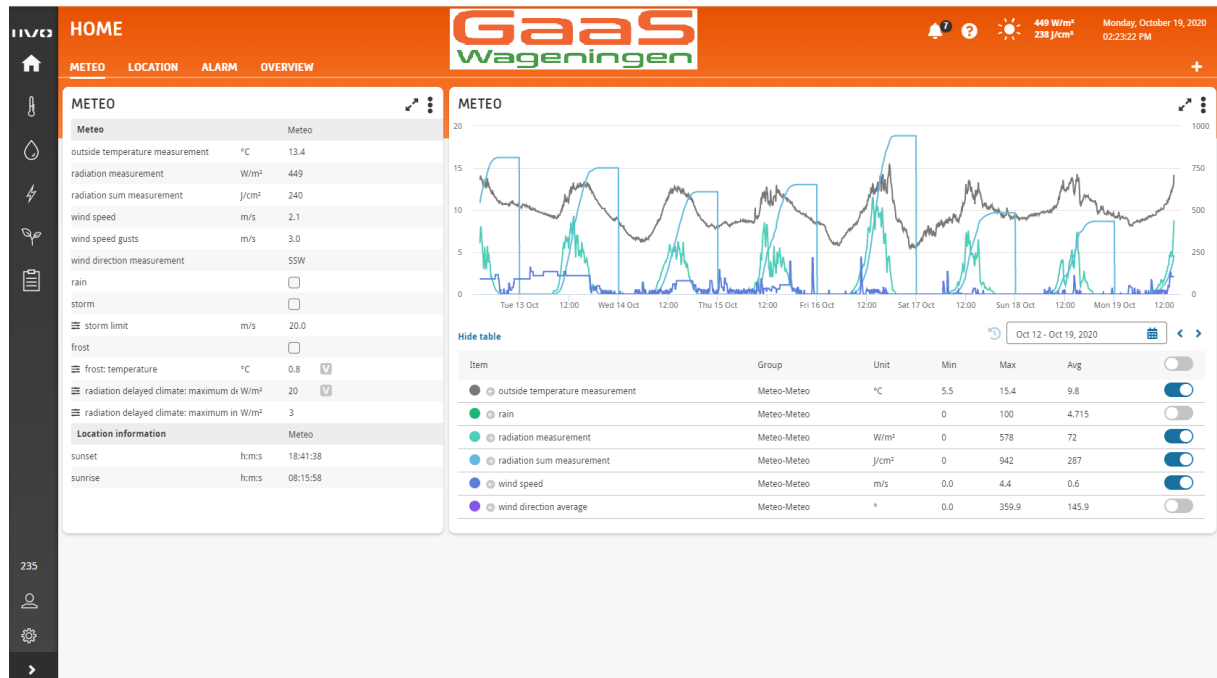 IIVO
HOME
GaaS
Wageningen
7
?
449 W/m²
238 J/cm²
Monday, October 19, 2020
02:23:22 PM
METEO LOCATION ALARM OVERVIEW
+
METEO
Meteo Meteo
outside temperature measurement °C 13.4
radiation measurement W/m² 449
radiation sum measurement J/cm² 240
wind speed m/s 2.1
wind speed gusts m/s 3.0
wind direction measurement SSW
rain
storm
storm limit m/s 20.0
frost
frost: temperature °C 0.8 V
radiation delayed climate: maximum de W/m² 20 V
radiation delayed climate: maximum in W/m² 3
Location information Meteo
sunset h:m:s 18:41:38
sunrise h:m:s 08:15:58
235
METEO
20 1000
15 750
10 500
5 250
0 0
Tue 13 Oct 12:00 Wed 14 Oct 12:00 Thu 15 Oct 12:00 Fri 16 Oct 12:00 Sat 17 Oct 12:00 Sun 18 Oct 12:00 Mon 19 Oct 12:00
Hide table
Oct 12 - Oct 19, 2020
Item Group Unit Min Max Avg
outside temperature measurement Meteo-Meteo °C 5.5 15.4 9.8
rain Meteo-Meteo 0 100 4.715
radiation measurement Meteo-Meteo W/m² 0 578 72
radiation sum measurement Meteo-Meteo J/cm² 0 942 287
wind speed Meteo-Meteo m/s 0.0 4.4 0.6
wind direction average Meteo-Meteo ° 0.0 359.9 145.9